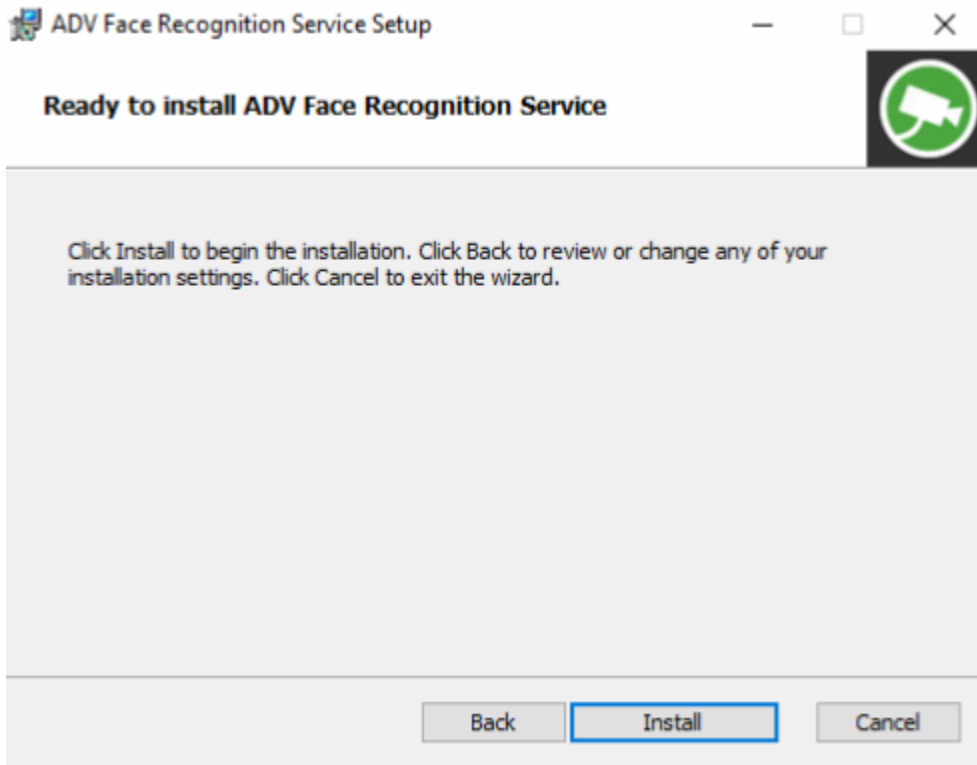 ADV Face Recognition Service Setup
Ready to install ADV Face Recognition Service
Click Install to begin the installation. Click Back to review or change any of your
installation settings. Click Cancel to exit the wizard.
Back Install Cancel